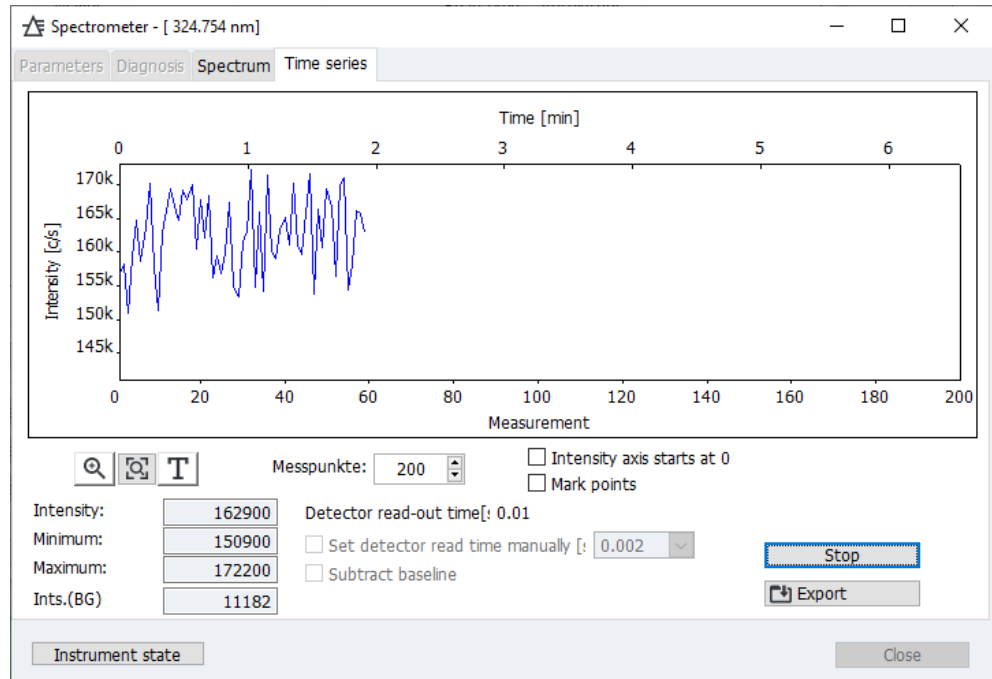 Spectrometer - [ 324.754 nm]
Parameters Diagnosis Spectrum Time series
Time [min]
0 1 2 3 4 5 6
170k
165k
160k
155k
150k
145k
Intensity [c/s]
0 20 40 60 80 100 120 140 160 180 200
Measurement
T Messpunkte: 200
Intensity axis starts at 0
Mark points
Intensity: 162900
Minimum: 150900
Maximum: 172200
Ints.(BG) 11182
Detector read-out time[: 0.01
Set detector read time manually [: 0.002
Subtract baseline
Stop
Export
Instrument state
Close